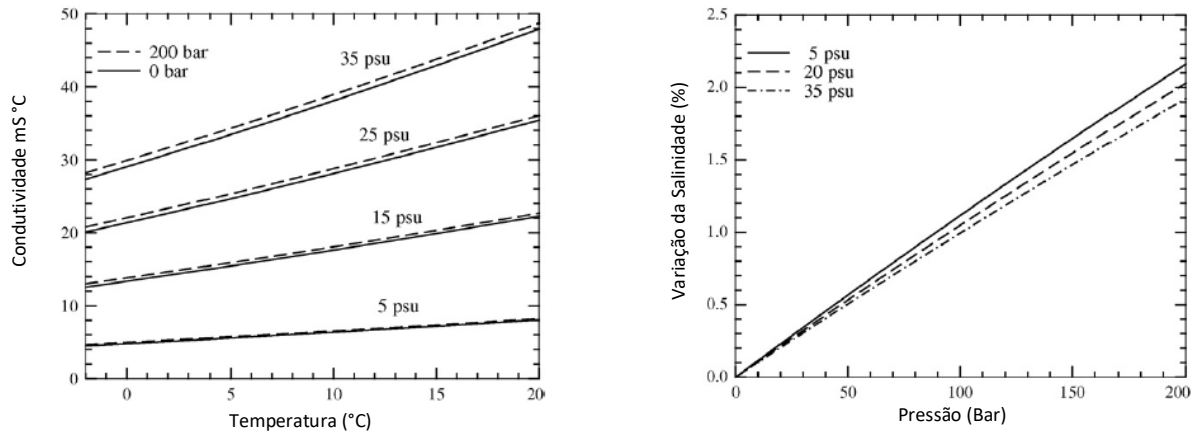 Condutividade mS °C
50
40
30
20
10
0
200 bar
0 bar
35 psu
25 psu
15 psu
5 psu
0
5
10
15
20
Temperatura (°C)
Variação da Salinidade (%)
2.5
2.0
1.5
1.0
0.5
0.0
5 psu
20 psu
35 psu
0
50
100
150
200
Pressão (Bar)